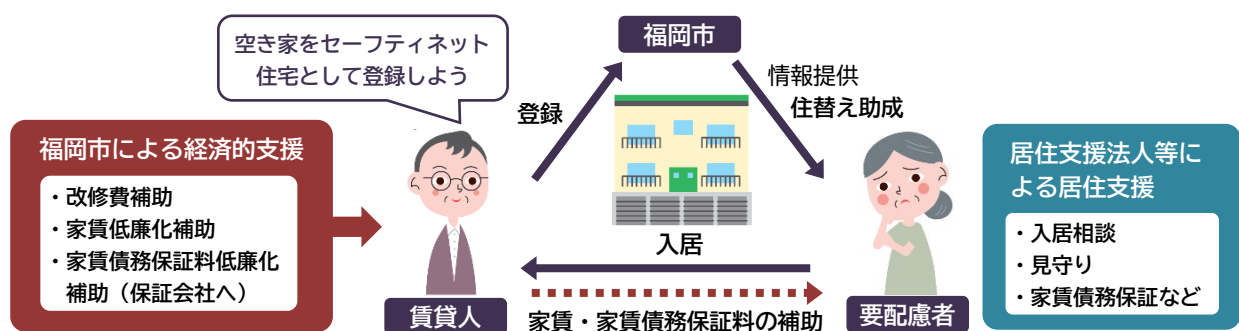 空き家をセーフティネット
住宅として登録しよう
福岡市
登録
情報提供
住替え助成
福岡市による経済的支援
・改修費補助
・家賃低廉化補助
・家賃債務保証料低廉化
補助（保証会社へ）
居住支援法人等に
よる居住支援
・入居相談
・見守り
・家賃債務保証など
入居
賃貸人
家賃・家賃債務保証料の補助
要配慮者